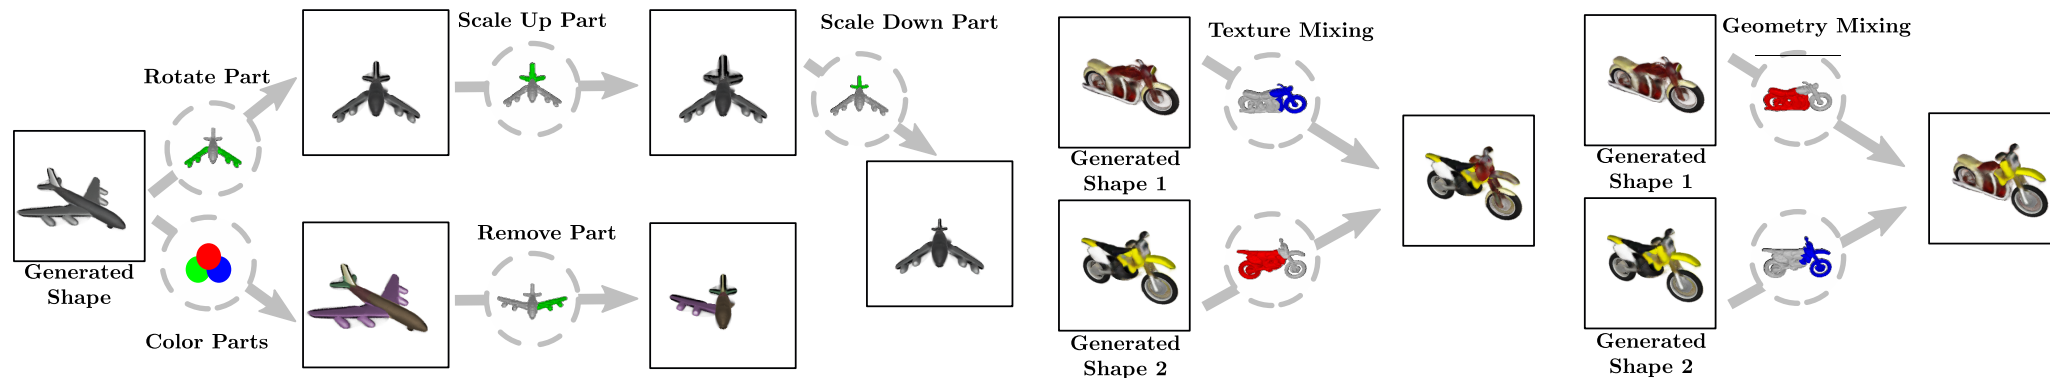 Scale Up Part
Scale Down Part
Rotate Part
Generated
Shape
Remove Part
Color Parts
Texture Mixing
Generated
Shape 1
Generated
Shape 2
Geometry Mixing
Generated
Shape 1
Generated
Shape 2